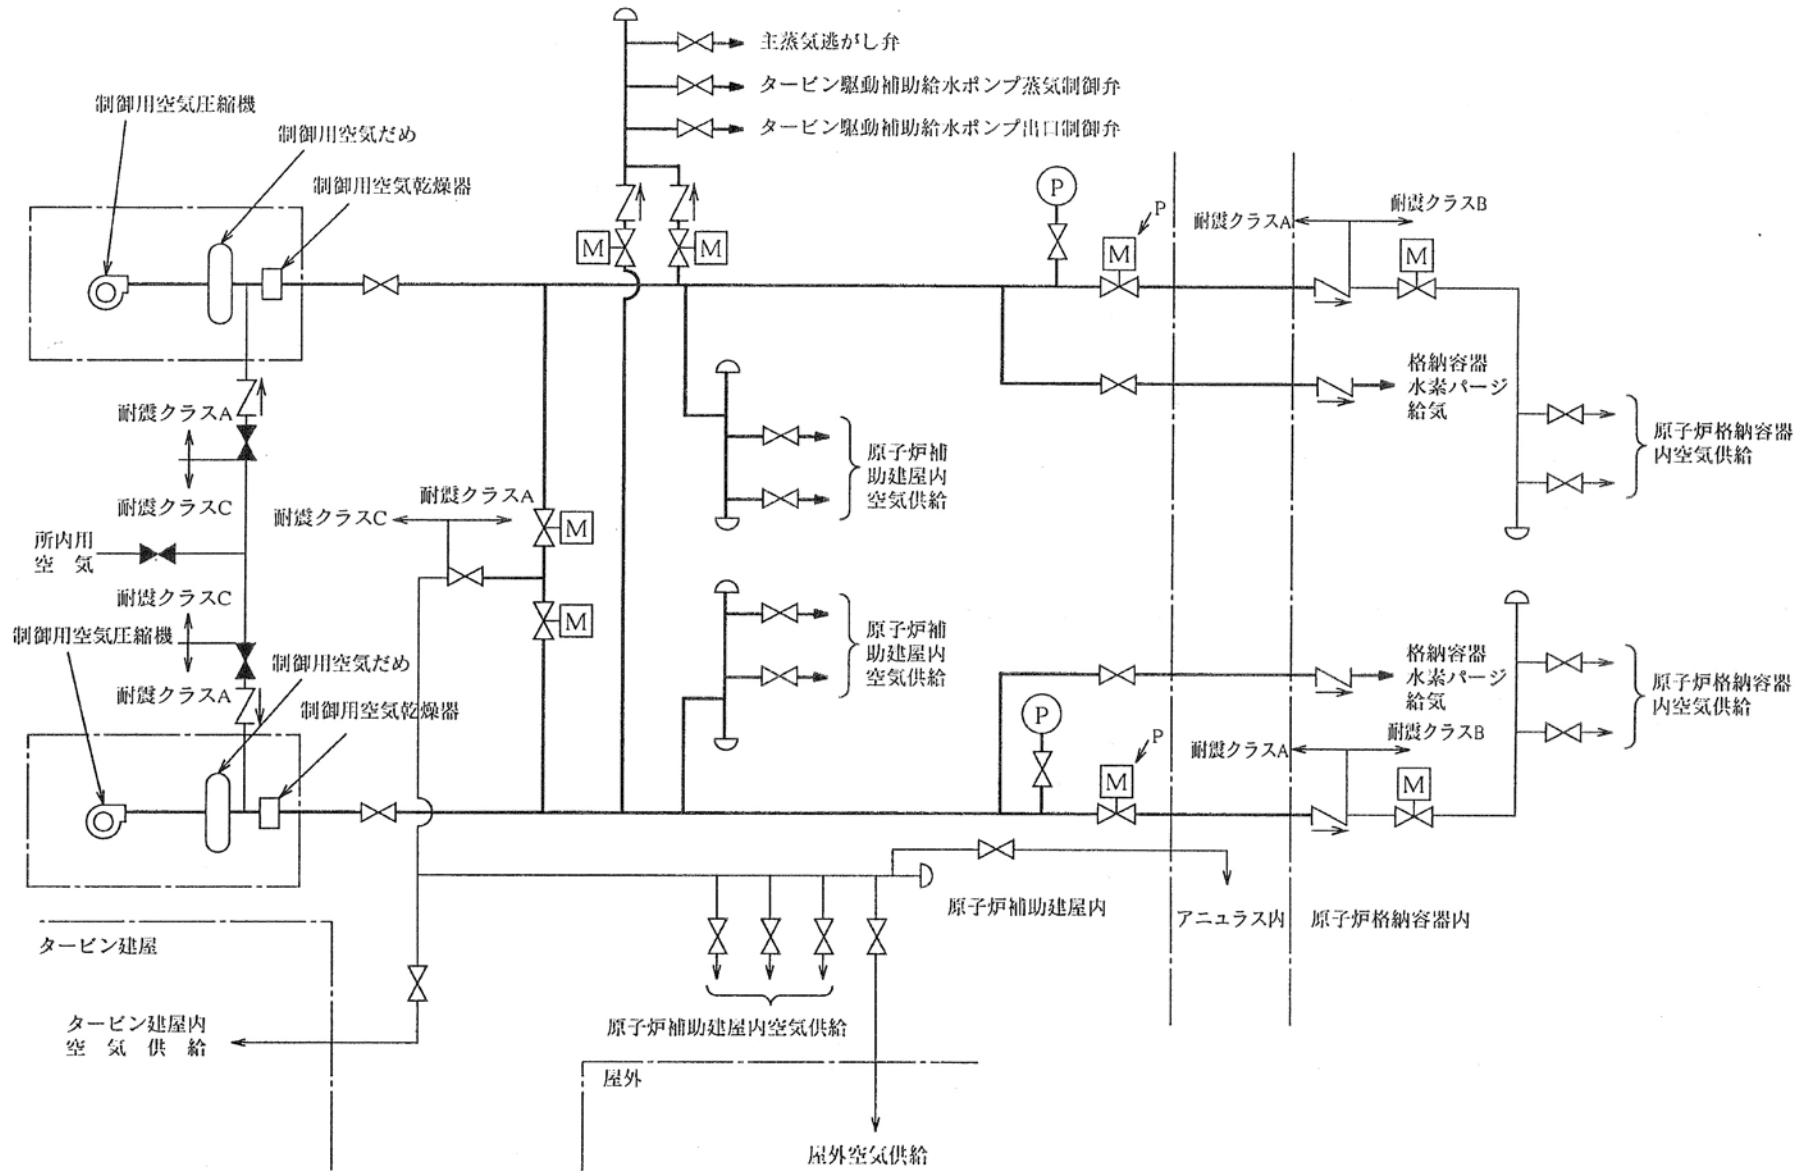 主蒸気逃がし弁
タービン駆動補助給水ポンプ蒸気制御弁
タービン駆動補助給水ポンプ出口制御弁
制御用空気圧縮機
制御用空気だめ
制御用空気乾燥器
P
P
M
M
M
M
耐震クラスA
耐震クラスB
格納容器
水素パージ
給気
原子炉格納容器
内空気供給
耐震クラスA
耐震クラスC
原子炉補
助建屋内
空気供給
耐震クラスA
耐震クラスC
M
M
所内用
空気
耐震クラスC
制御用空気圧縮機
耐震クラスA
制御用空気だめ
制御用空気乾燥器
原子炉補
助建屋内
空気供給
格納容器
水素パージ
給気
原子炉格納容器
内空気供給
P
P
M
M
耐震クラスA
耐震クラスB
原子炉補助建屋内
アニュラス内
原子炉格納容器内
タービン建屋
タービン建屋内
空気供給
原子炉補助建屋内空気供給
屋外
屋外空気供給